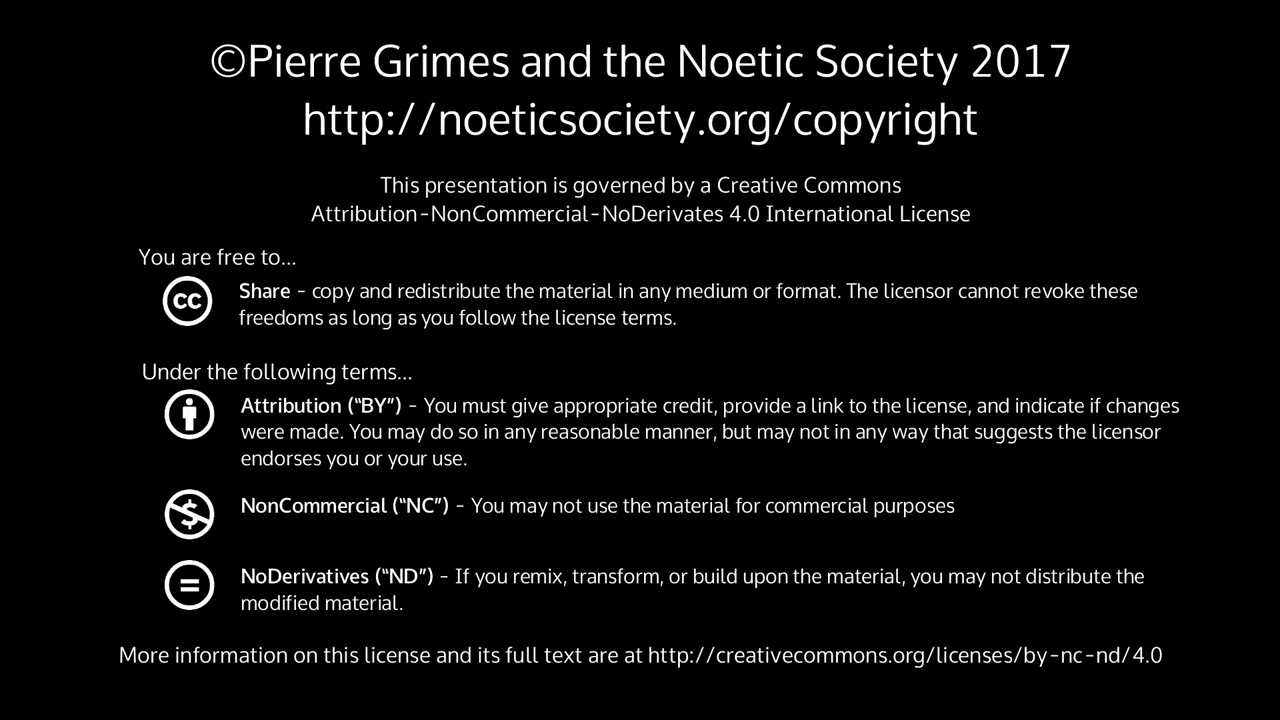 ©Pierre Grimes and the Noetic Society 2017
http://noeticsociety.org/copyright
This presentation is governed by a Creative Commons
Attribution-NonCommercial-NoDerivates 4.0 International License
You are free to...
cc
Share - copy and redistribute the material in any medium or format. The licensor cannot revoke these
freedoms as long as you follow the license terms.
Under the following terms...
Attribution (“BY”) - You must give appropriate credit, provide a link to the license, and indicate if changes
were made. You may do so in any reasonable manner, but may not in any way that suggests the licensor
endorses you or your use.
$
NonCommercial (“NC”) - You may not use the material for commercial purposes
=
NoDerivatives (“ND”) - If you remix, transform, or build upon the material, you may not distribute the
modified material.
More information on this license and its full text are at http://creativecommons.org/licenses/by-nc-nd/4.0